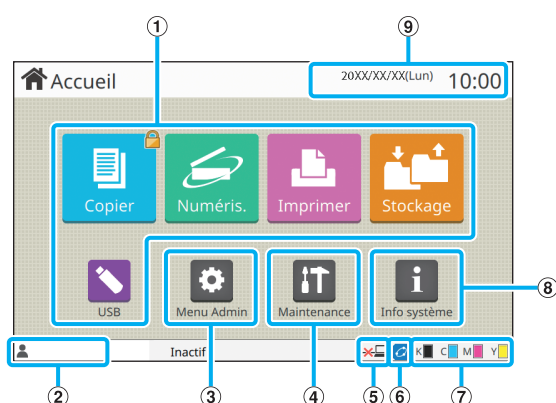 ① ⑨
Accueil 20XX/XX/XX(Lun) 10:00
Copier Numéris. Imprimer Stockage
USB Menu Admin Maintenance Info système ⑧
Inactif K C M Y
② ③ ④ ⑤ ⑥ ⑦